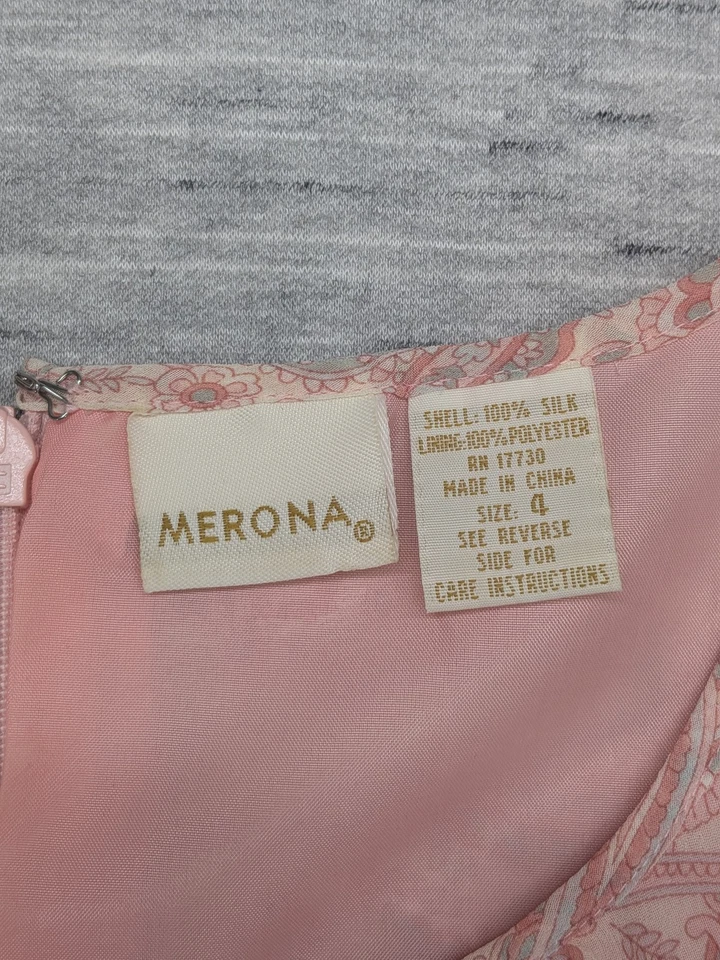 MERONA®
SHELL: 100% SILK
LINING:100%POLYESTER
RN 17730
MADE IN CHINA
SIZE: 4
SEE REVERSE
SIDE FOR
CARE INSTRUCTIONS